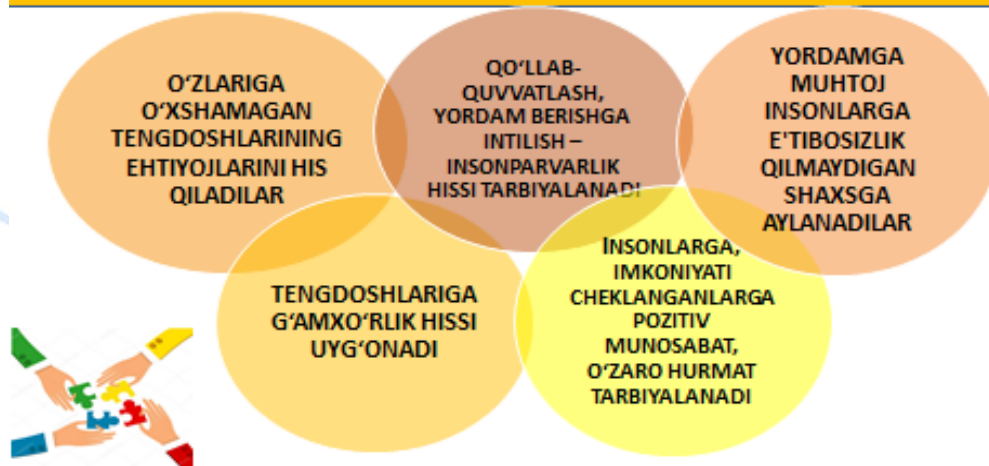 O‘ZLARIGA
O‘XSHAMAGAN
TENGDOSHLARINING
EHTIYOJLARINI HIS
QILADILAR
QO‘LLAB-
QUVVATLASH,
YORDAM BERISHGA
INTILISH –
INSONPARVARLIK
HISSI TARBIYALANADI
YORDAMGA
MUHTOJ
INSONLARGA
E'TIBOSIZLIK
QILMAYDIGAN
SHAXSGA
AYLANADILAR
TENGDOSHLARIGA
G‘AMXO‘RLIK HISSI
UYG‘ONADI
INSONLARGA,
IMKONIYATI
CHEKLANGANLARGA
POZITIV
MUNOSABAT,
O‘ZARO HURMAT
TARBIYALANADI